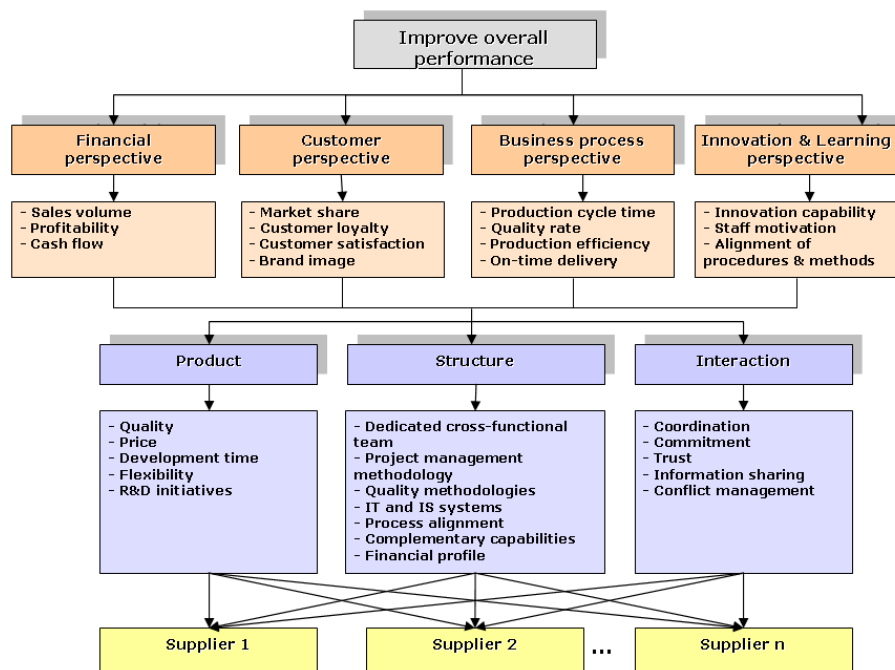 Improve overall
performance
Financial
perspective
Customer
perspective
Business process
perspective
Innovation & Learning
perspective
- Sales volume
- Profitability
- Cash flow
- Market share
- Customer loyalty
- Customer satisfaction
- Brand image
- Production cycle time
- Quality rate
- Production efficiency
- On-time delivery
- Innovation capability
- Staff motivation
- Alignment of
procedures & methods
Product
Structure
Interaction
- Quality
- Price
- Development time
- Flexibility
- R&D initiatives
- Dedicated cross-functional
team
- Project management
methodology
- Quality methodologies
- IT and IS systems
- Process alignment
- Complementary capabilities
- Financial profile
- Coordination
- Commitment
- Trust
- Information sharing
- Conflict management
Supplier 1
Supplier 2
...
Supplier n